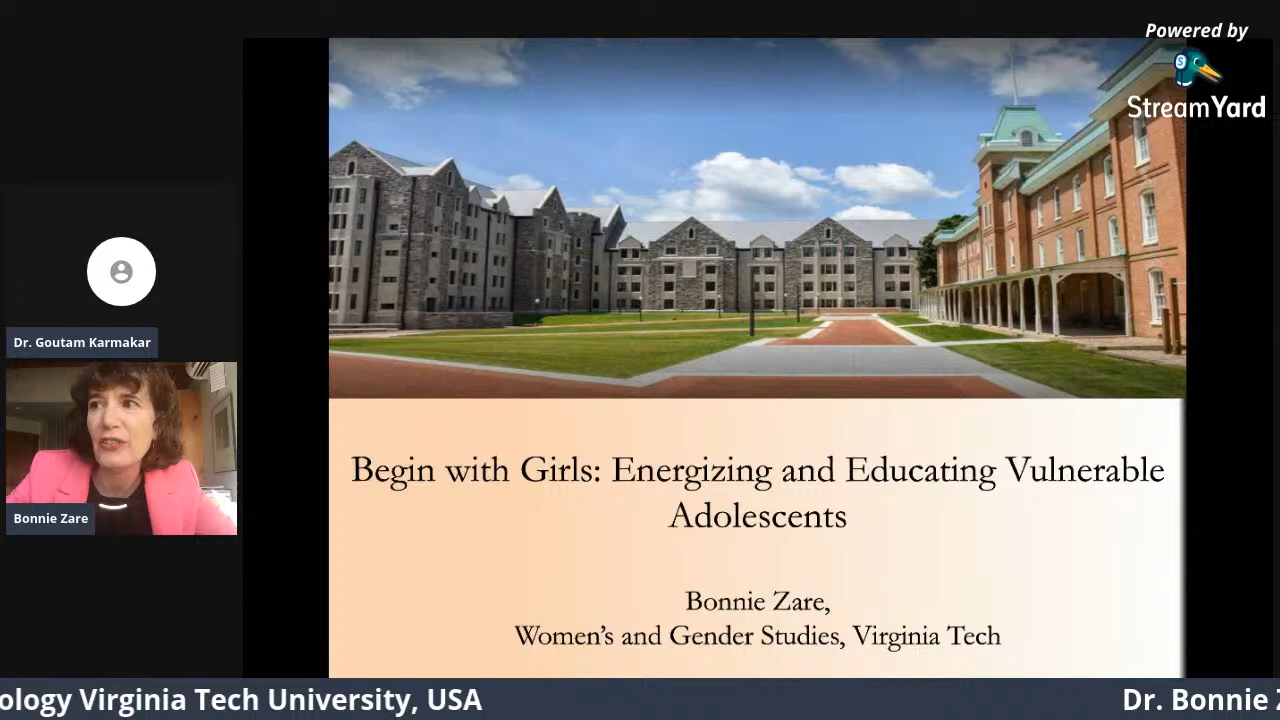 Powered by
StreamYard
Dr. Goutam Karmakar
Bonnie Zare
Begin with Girls: Energizing and Educating Vulnerable
Adolescents
Bonnie Zare,
Women's and Gender Studies, Virginia Tech
ology Virginia Tech University, USA
Dr. Bonnie